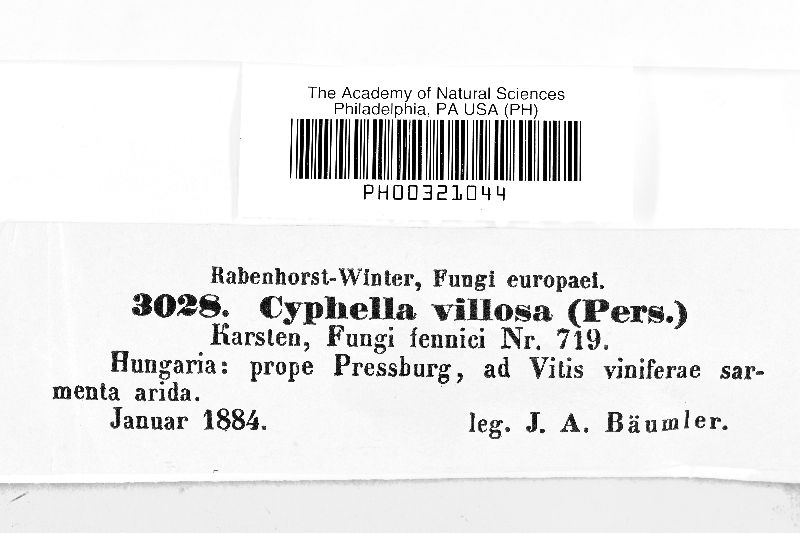 The Academy of Natural Sciences
Philadelphia, PA USA (PH)
PH00321044
Rabenhorst-Winter, Fungi europaei.
3028. Cyphella villosa (Pers.)
Karsten, Fungi fennici Nr. 719.
Hungaria: prope Pressburg, ad Vitis viniferae sar-
menta arida.
Januar 1884. leg. J. A. Bäumler.